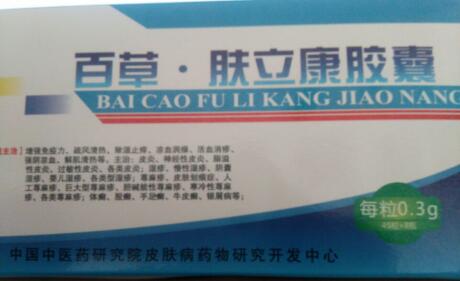 百草·肤立康胶囊
BAI CAO FU LI KANG JIAO NANG
主治】增强免疫力、疏风清热、除湿止痒、凉血润燥、活血消疹、
强阴凉血、解肌清热等。主治：皮炎、神经性皮炎、脂溢
性皮炎、过敏性皮炎、各类皮炎；湿疹、慢性湿疹、阴囊
湿疹、婴儿湿疹、各类型湿疹；荨麻疹、皮肤划痕症、人
工荨麻疹、巨大型荨麻疹、胆碱能性荨麻疹、寒冷性荨麻
疹、各类荨麻疹；体癣、股癣、手足癣、牛皮癣、银屑病等；
每粒0.3g
中国中医药研究院皮肤病药物研究开发中心